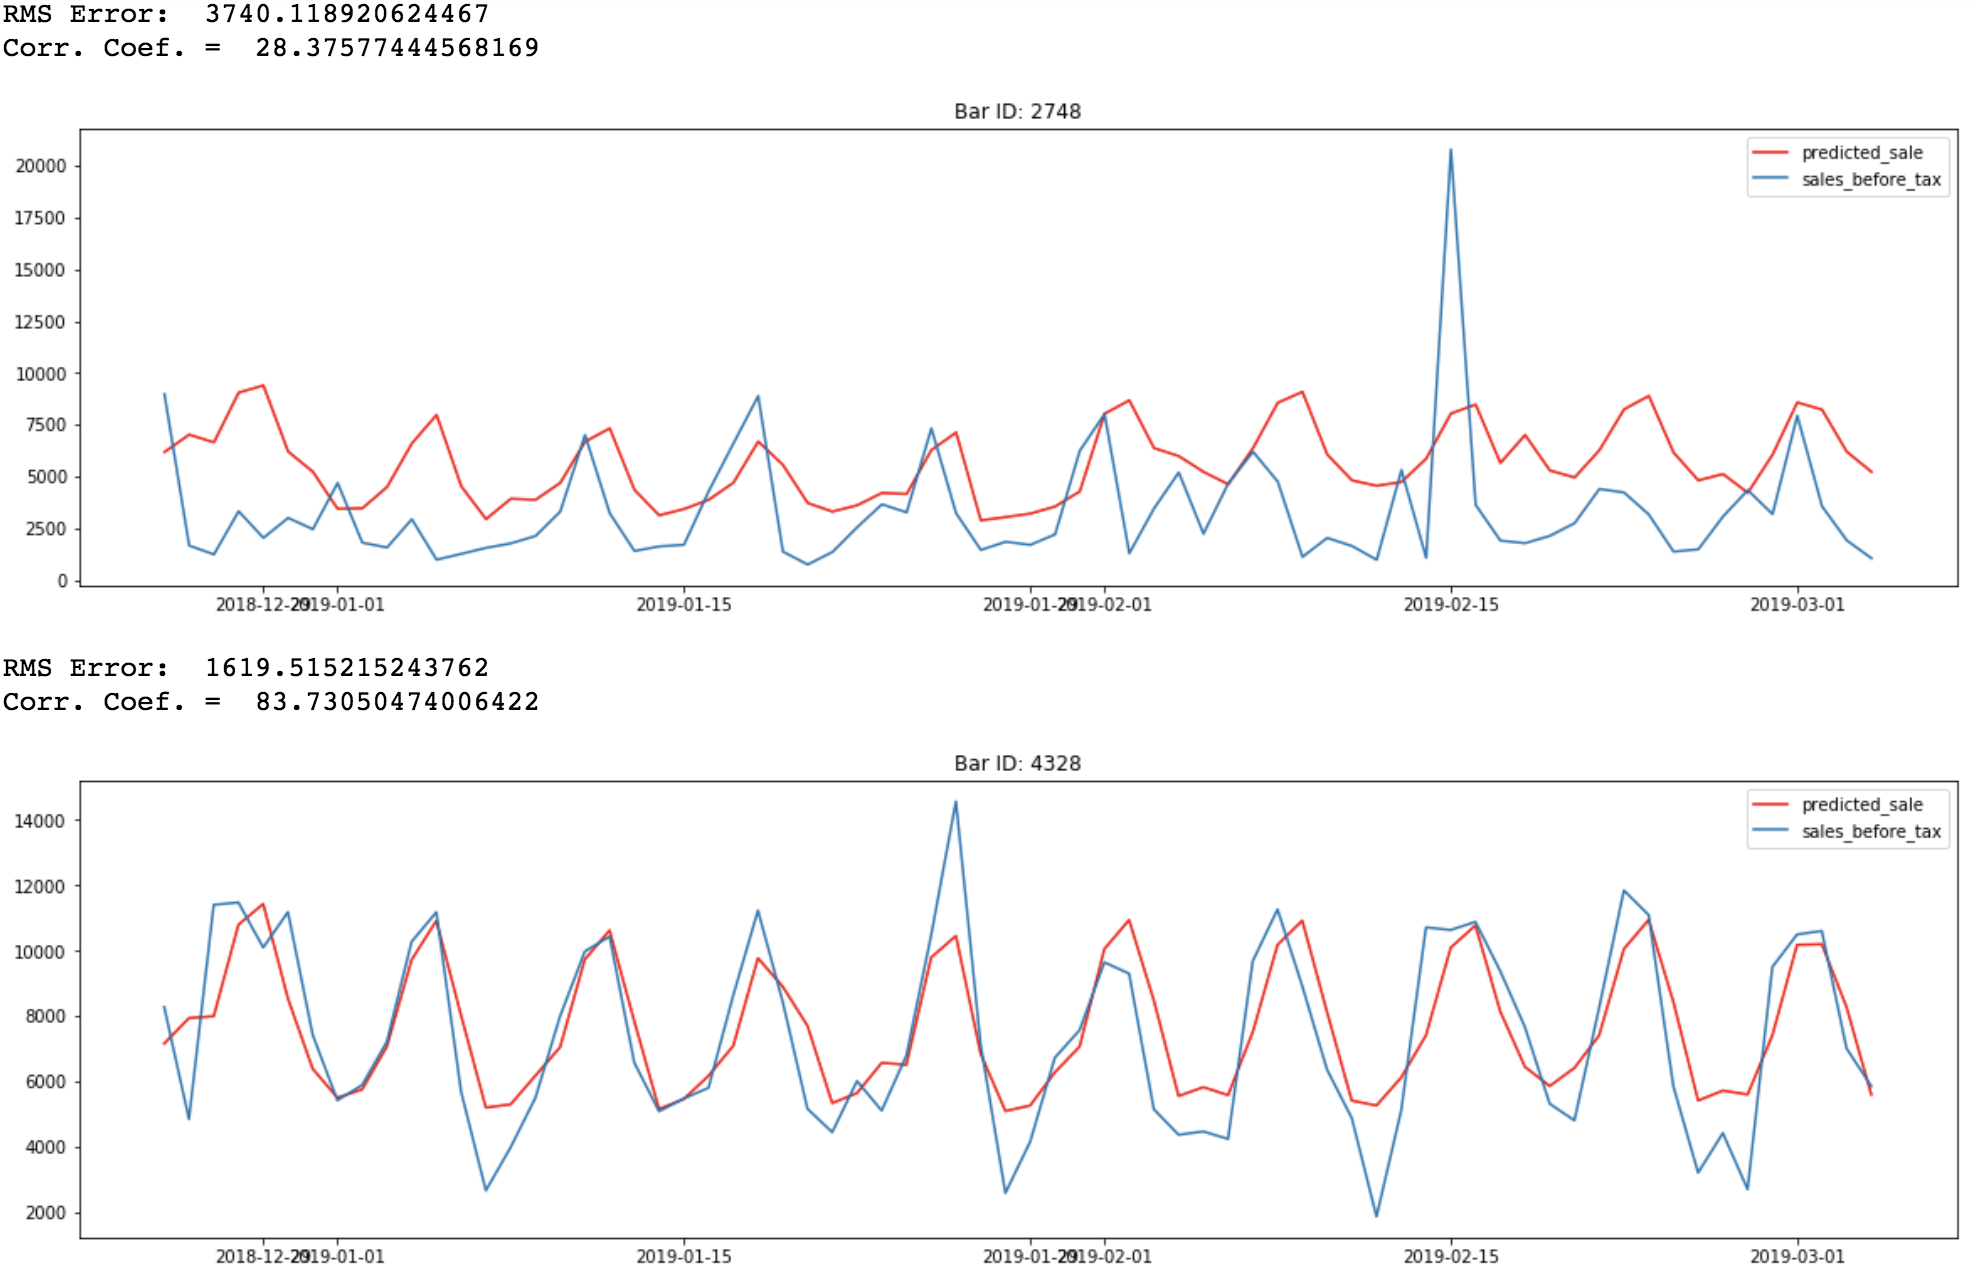 RMS Error:  3740.118920624467
Corr. Coef. =  28.37577444568169
Bar ID: 2748
predicted_sale
sales_before_tax
20000
17500
15000
12500
10000
7500
5000
2500
0
2018-12-29 2019-01-01 2019-01-15 2019-01-29 2019-02-01 2019-02-15 2019-03-01
RMS Error:  1619.515215243762
Corr. Coef. =  83.73050474006422
Bar ID: 4328
predicted_sale
sales_before_tax
14000
12000
10000
8000
6000
4000
2000
2018-12-29 2019-01-01 2019-01-15 2019-01-29 2019-02-01 2019-02-15 2019-03-01